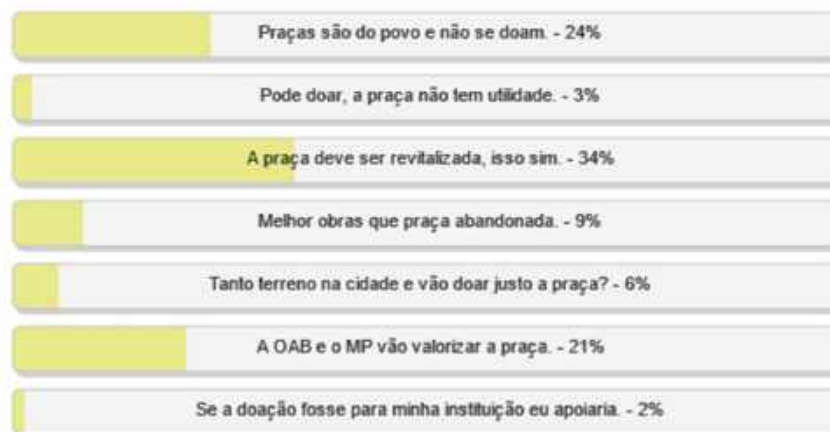 Praças são do povo e não se doam. - 24%
Pode doar, a praça não tem utilidade. - 3%
A praça deve ser revitalizada, isso sim. - 34%
Melhor obras que praça abandonada. - 9%
Tanto terreno na cidade e vão doar justo a praça? - 6%
A OAB e o MP vão valorizar a praça. - 21%
Se a doação fosse para minha instituição eu apoiaria. - 2%